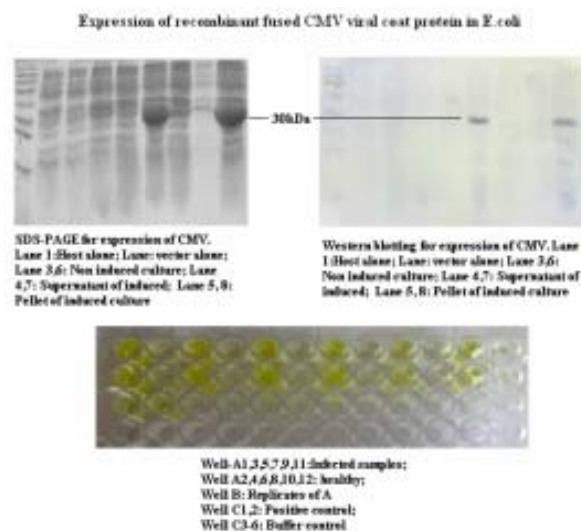 Expression of recombinant fused CMV viral coat protein in E.coli
30kDa
SDS-PAGE for expression of CMV.
Lane 1:Host alone; Lane: vector alone;
Lane 3,6: Non induced culture; Lane
4,7: Supernatant of induced; Lane 5, 8:
Pellet of induced culture
Western blotting for expression of CMV. Lane
1:Host alone; Lane: vector alone; Lane 3,6:
Non induced culture; Lane 4,7: Supernatant of
induced; Lane 5, 8: Pellet of induced culture
Well-A1,3,5,7,9,11:Infected samples;
Well A2,4,6,8,10,12: healthy;
Well B: Replicates of A
Well C1,2: Positive control;
Well C3-6: Buffer control